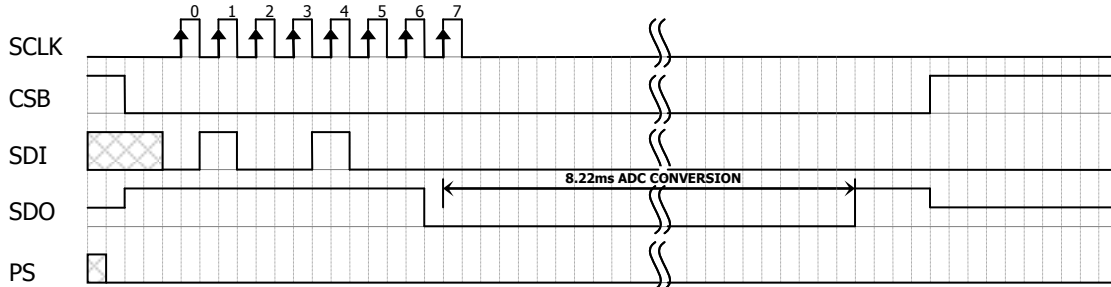 0 1 2 3 4 5 6 7
SCLK
CSB
SDI
8.22ms ADC CONVERSION
SDO
PS